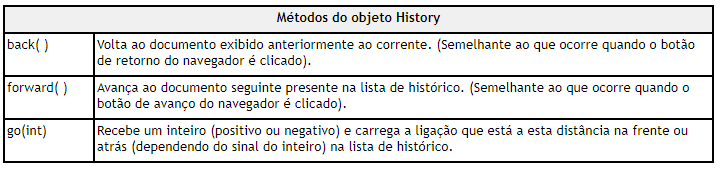 Métodos do objeto History
back( )
Volta ao documento exibido anteriormente ao corrente. (Semelhante ao que ocorre quando o botão
de retorno do navegador é clicado).
forward( )
Avança ao documento seguinte presente na lista de histórico. (Semelhante ao que ocorre quando o
botão de avanço do navegador é clicado).
go(int)
Recebe um inteiro (positivo ou negativo) e carrega a ligação que está a esta distância na frente ou
atrás (dependendo do sinal do inteiro) na lista de histórico.